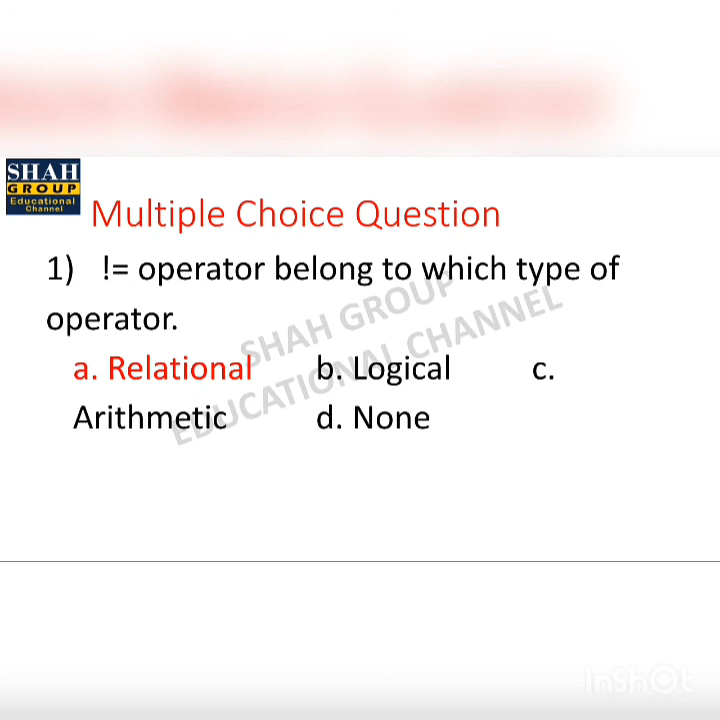 SHAH
GROUP
Educational
Channel
Multiple Choice Question
1) != operator belong to which type of
operator.
a. Relational b. Logical c.
Arithmetic d. None
SHAH GROUP
EDUCATIONAL CHANNEL
InShOt